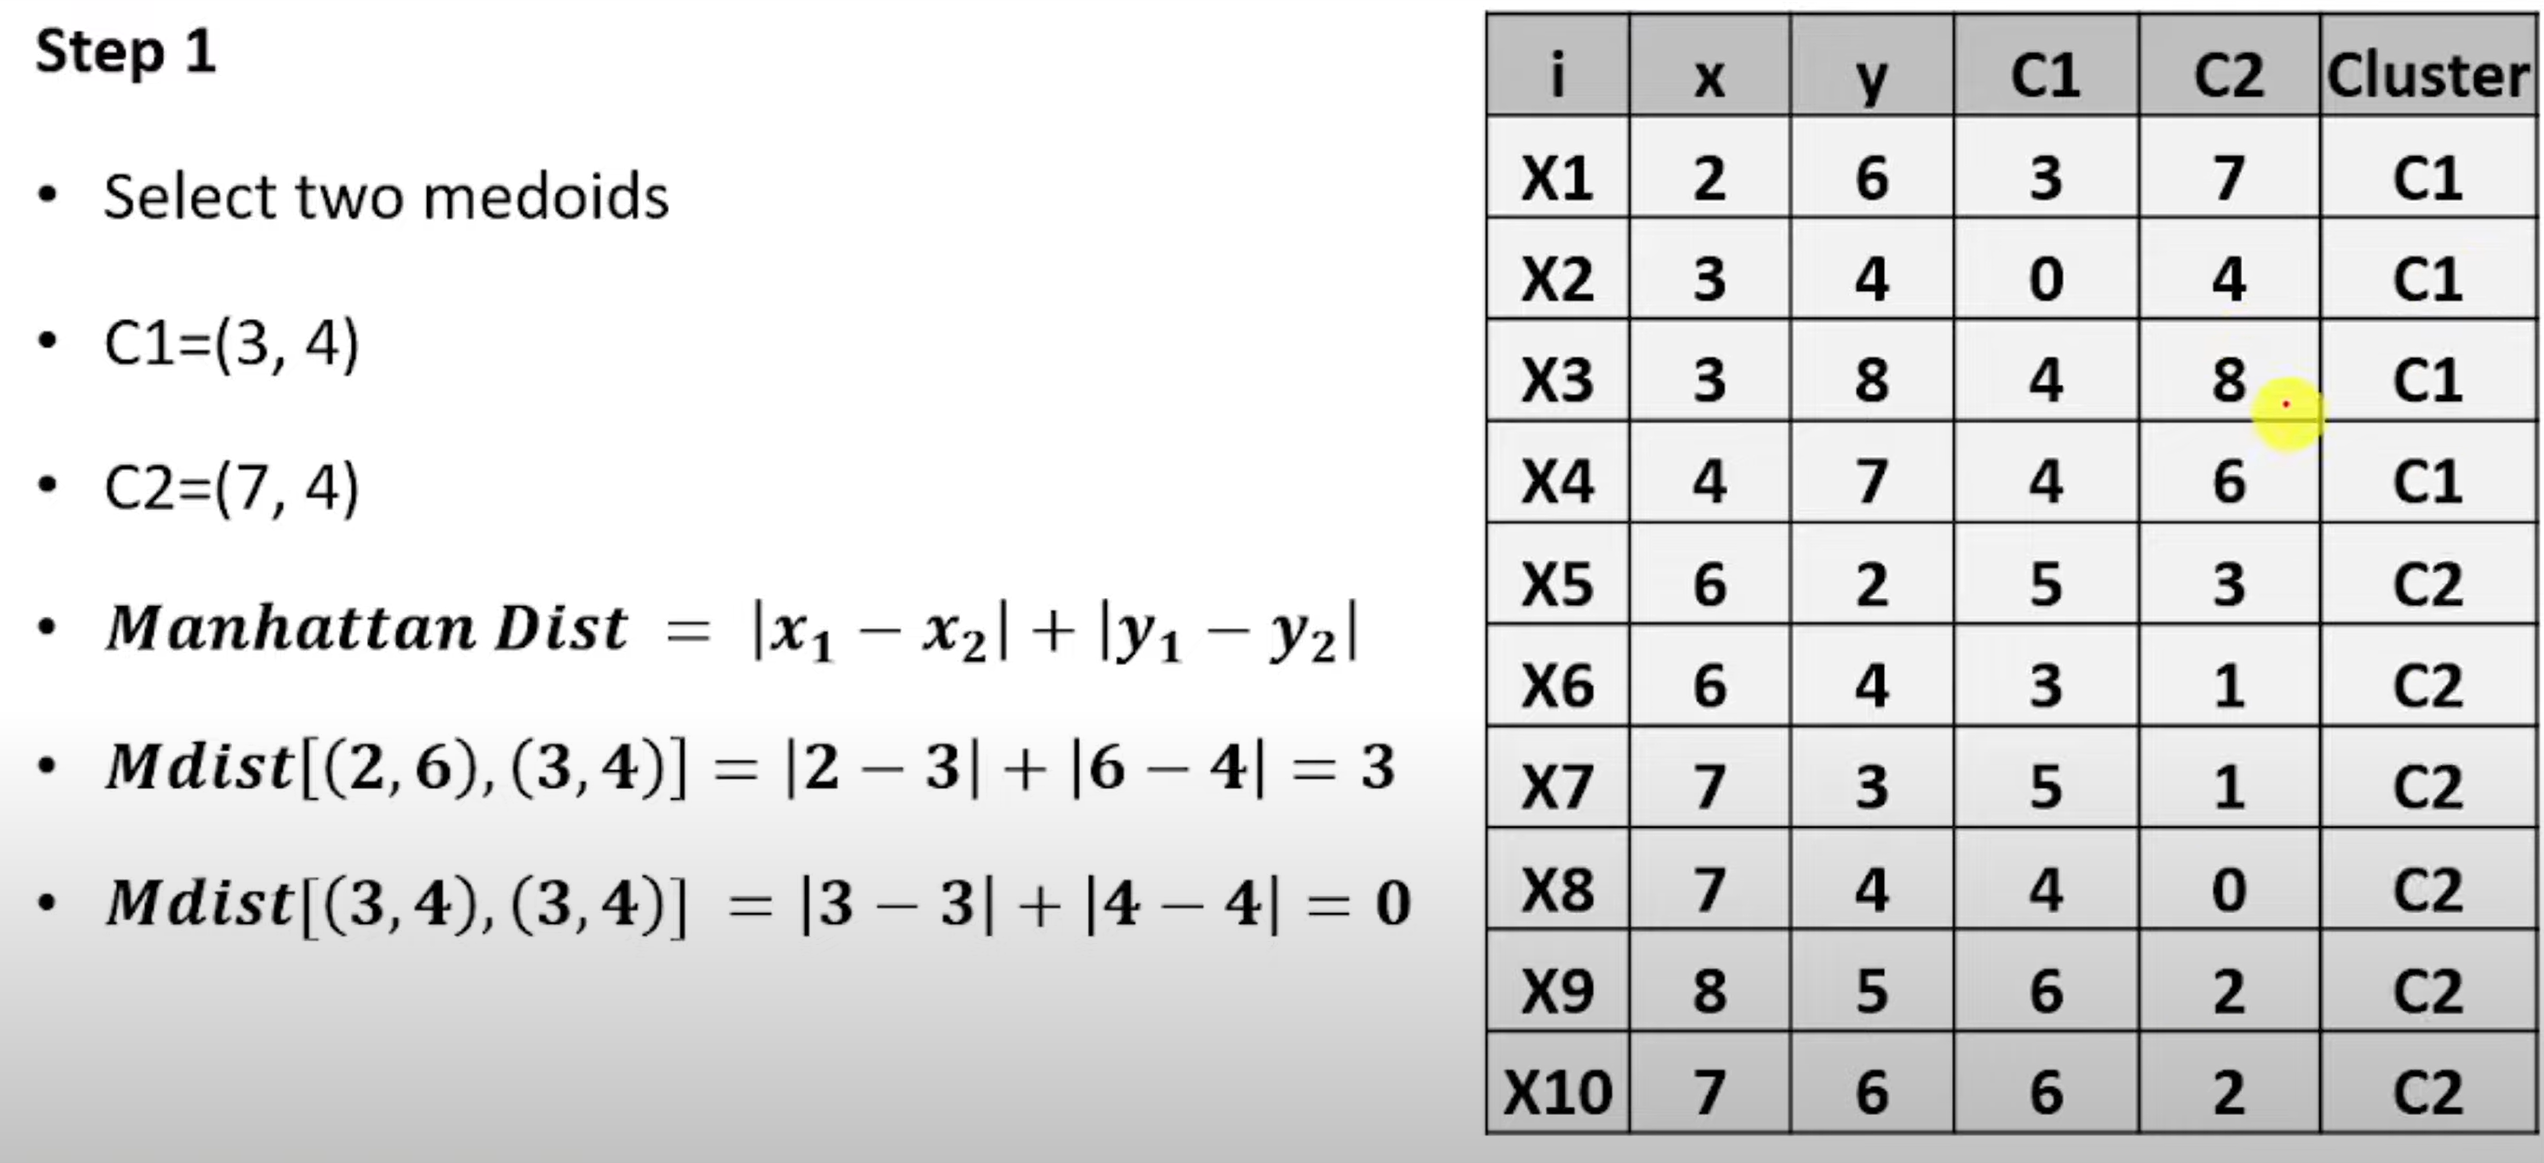 Step 1
• Select two medoids
• C1=(3, 4)
• C2=(7, 4)
• Manhattan Dist = |x₁ − x₂| + |y₁ − y₂|
• Mdist[(2, 6), (3, 4)] = |2 − 3| + |6 − 4| = 3
• Mdist[(3, 4), (3, 4)] = |3 − 3| + |4 − 4| = 0
i x y C1 C2 Cluster
X1 2 6 3 7 C1
X2 3 4 0 4 C1
X3 3 8 4 8 C1
X4 4 7 4 6 C1
X5 6 2 5 3 C2
X6 6 4 3 1 C2
X7 7 3 5 1 C2
X8 7 4 4 0 C2
X9 8 5 6 2 C2
X10 7 6 6 2 C2